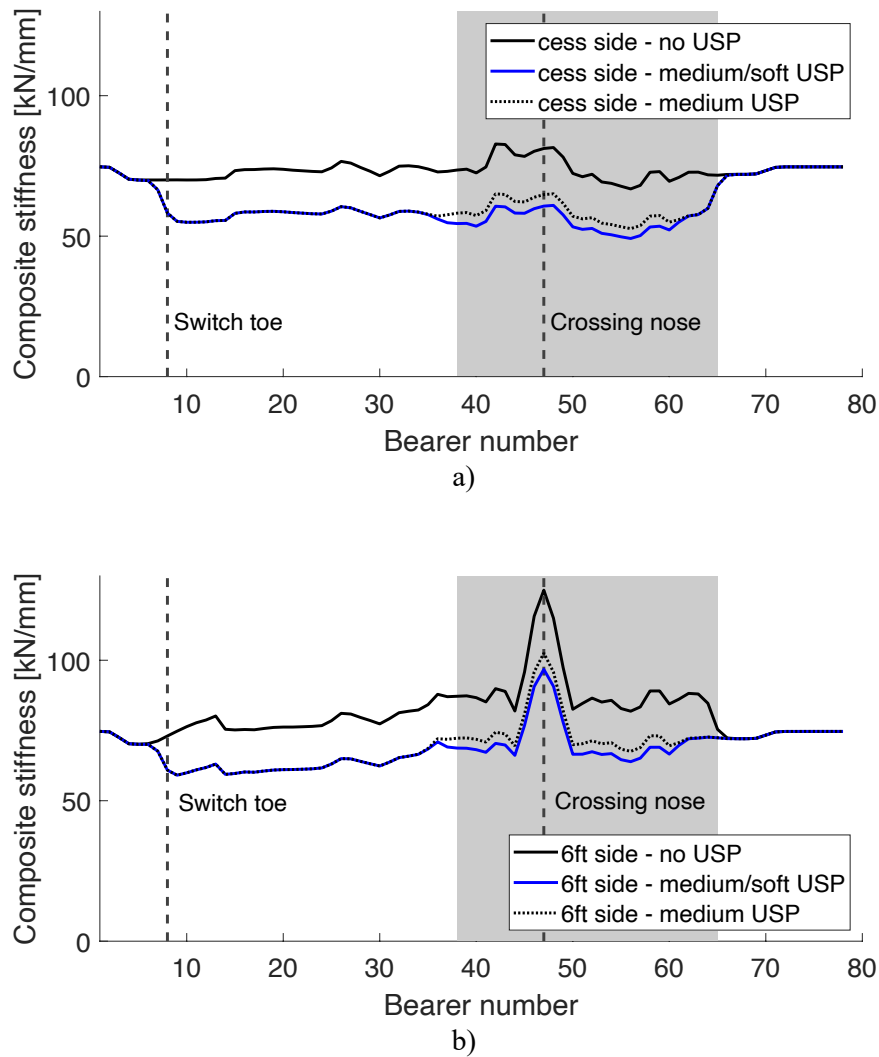 Composite stiffness [kN/mm]
100
50
0
cess side - no USP
cess side - medium/soft USP
cess side - medium USP
Switch toe
Crossing nose
10 20 30 40 50 60 70 80
Bearer number
a)
Composite stiffness [kN/mm]
100
50
0
Switch toe
Crossing nose
6ft side - no USP
6ft side - medium/soft USP
6ft side - medium USP
10 20 30 40 50 60 70 80
Bearer number
b)